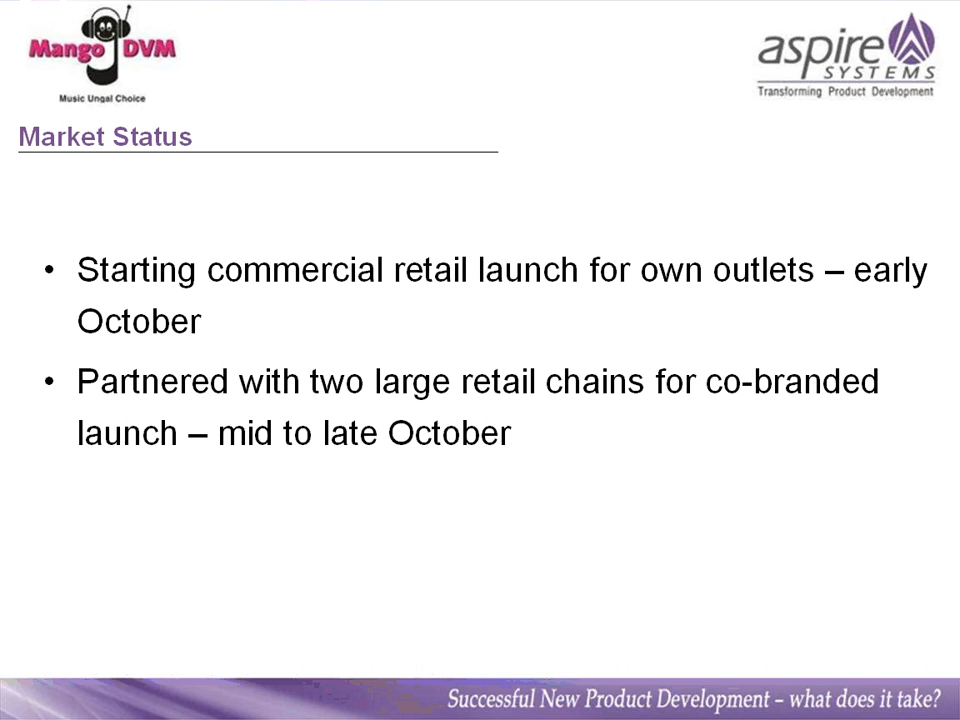 Mango DVM
Music Ungal Choice
aspire
SYSTEMS
Transforming Product Development
Market Status
• Starting commercial retail launch for own outlets – early
October
• Partnered with two large retail chains for co-branded
launch – mid to late October
Successful New Product Development – what does it take?